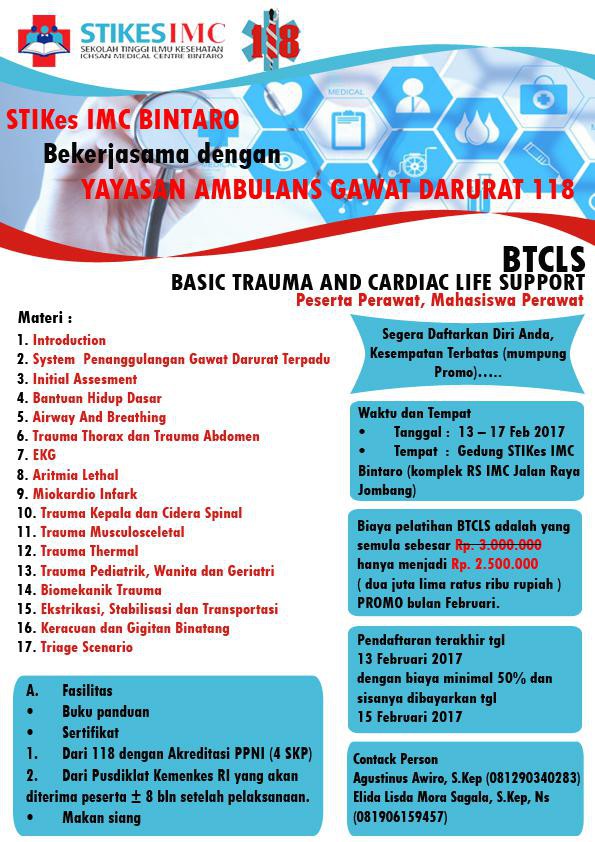 STIKES IMC
SEKOLAH TINGGI ILMU KESEHATAN
ICHSAN MEDICAL CENTRE BINTARO
118
MEDICAL
STIKes IMC BINTARO
Bekerjasama dengan
YAYASAN AMBULANS GAWAT DARURAT 118
BTCLS
BASIC TRAUMA AND CARDIAC LIFE SUPPORT
Peserta Perawat, Mahasiswa Perawat
Materi :
1. Introduction
2. System Penanggulangan Gawat Darurat Terpadu
3. Initial Assesment
4. Bantuan Hidup Dasar
5. Airway And Breathing
6. Trauma Thorax dan Trauma Abdomen
7. EKG
8. Aritmia Lethal
9. Miokardio Infark
10. Trauma Kepala dan Cidera Spinal
11. Trauma Musculosceletal
12. Trauma Thermal
13. Trauma Pediatrik, Wanita dan Geriatri
14. Biomekanik Trauma
15. Ekstrikasi, Stabilisasi dan Transportasi
16. Keracuan dan Gigitan Binatang
17. Triage Scenario
A. Fasilitas
• Buku panduan
• Sertifikat
1. Dari 118 dengan Akreditasi PPNI (4 SKP)
2. Dari Pusdiklat Kemenkes RI yang akan
diterima peserta ± 8 bln setelah pelaksanaan.
• Makan siang
Segera Daftarkan Diri Anda,
Kesempatan Terbatas (mumpung
Promo).....
Waktu dan Tempat
• Tanggal : 13 – 17 Feb 2017
• Tempat : Gedung STIKes IMC
Bintaro (komplek RS IMC Jalan Raya
Jombang)
Biaya pelatihan BTCLS adalah yang
semula sebesar Rp. 3.000.000
hanya menjadi Rp. 2.500.000
( dua juta lima ratus ribu rupiah )
PROMO bulan Februari.
Pendaftaran terakhir tgl
13 Februari 2017
dengan biaya minimal 50% dan
sisanya dibayarkan tgl
15 Februari 2017
Contack Person
Agustinus Awiro, S.Kep (081290340283)
Elida Lisda Mora Sagala, S.Kep, Ns
(081906159457)